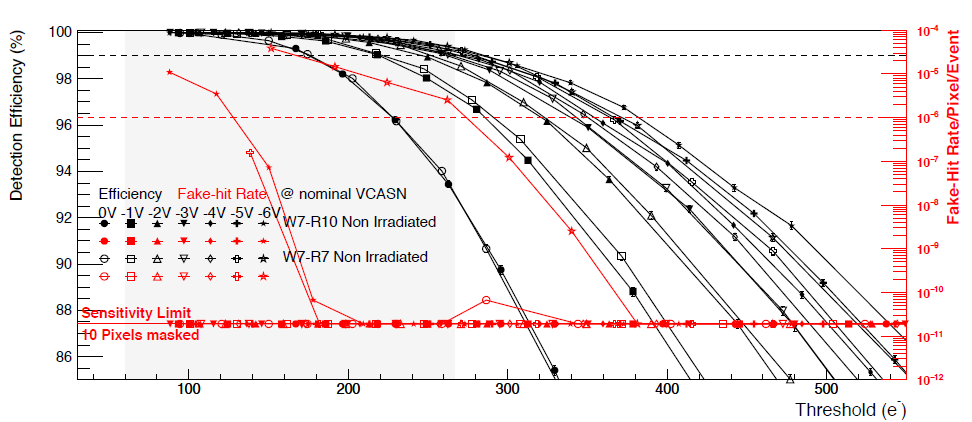 Detection Efficiency (%)
100
98
96
94
92
90
88
86
Efficiency Fake-hit Rate @ nominal VCASN
0V -1V -2V -3V -4V -5V -6V
W7-R10 Non Irradiated
W7-R7 Non Irradiated
Sensitivity Limit
10 Pixels masked
100 200 300 400 500
Threshold (e⁻)
10⁻⁴
10⁻⁵
10⁻⁶
10⁻⁷
10⁻⁸
10⁻⁹
10⁻¹⁰
10⁻¹¹
10⁻¹²
Fake-Hit Rate/Pixel/Event